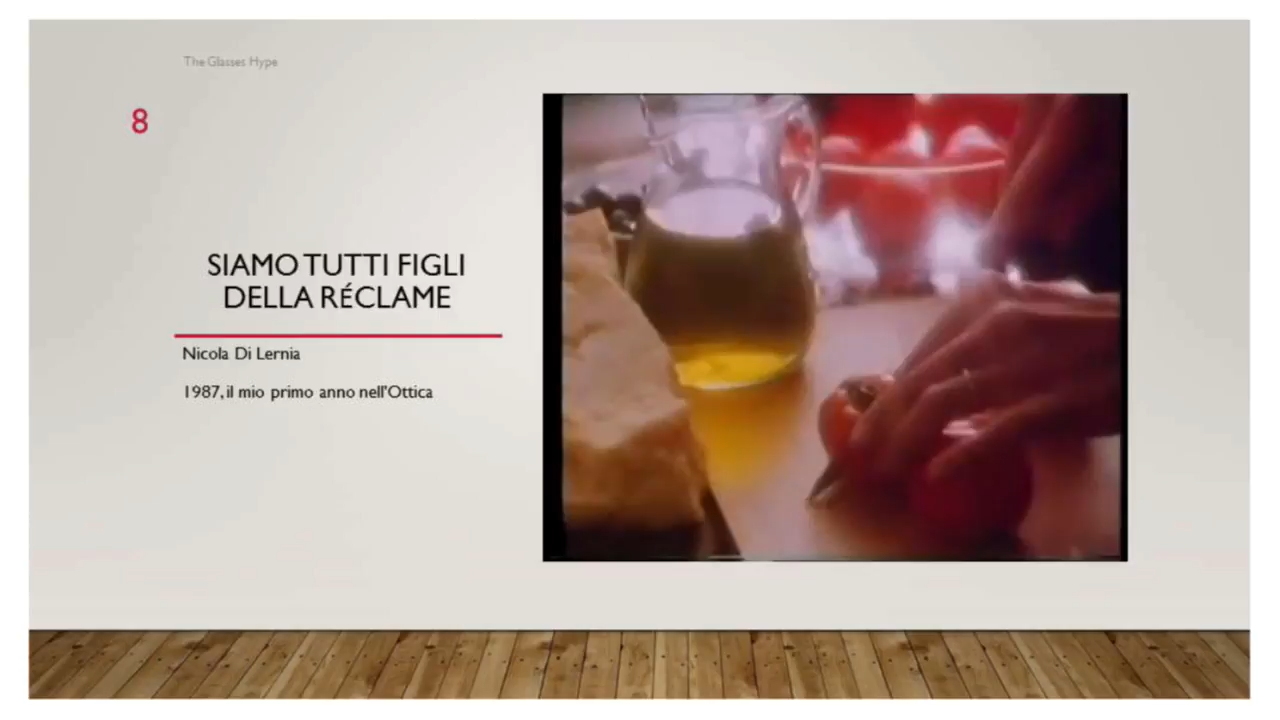 The Glasses Hype
8
SIAMO TUTTI FIGLI
DELLA RÉCLAME
Nicola Di Lernia
1987, il mio primo anno nell'Ottica